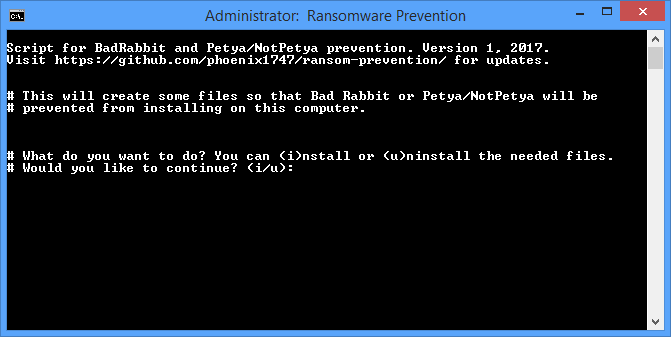 Administrator: Ransomware Prevention
Script for BadRabbit and Petya/NotPetya prevention. Version 1, 2017.
Visit https://github.com/phoenix1747/ransom-prevention/ for updates.
# This will create some files so that Bad Rabbit or Petya/NotPetya will be
# prevented from installing on this computer.
# What do you want to do? You can (i)nstall or (u)ninstall the needed files.
# Would you like to continue? (i/u):